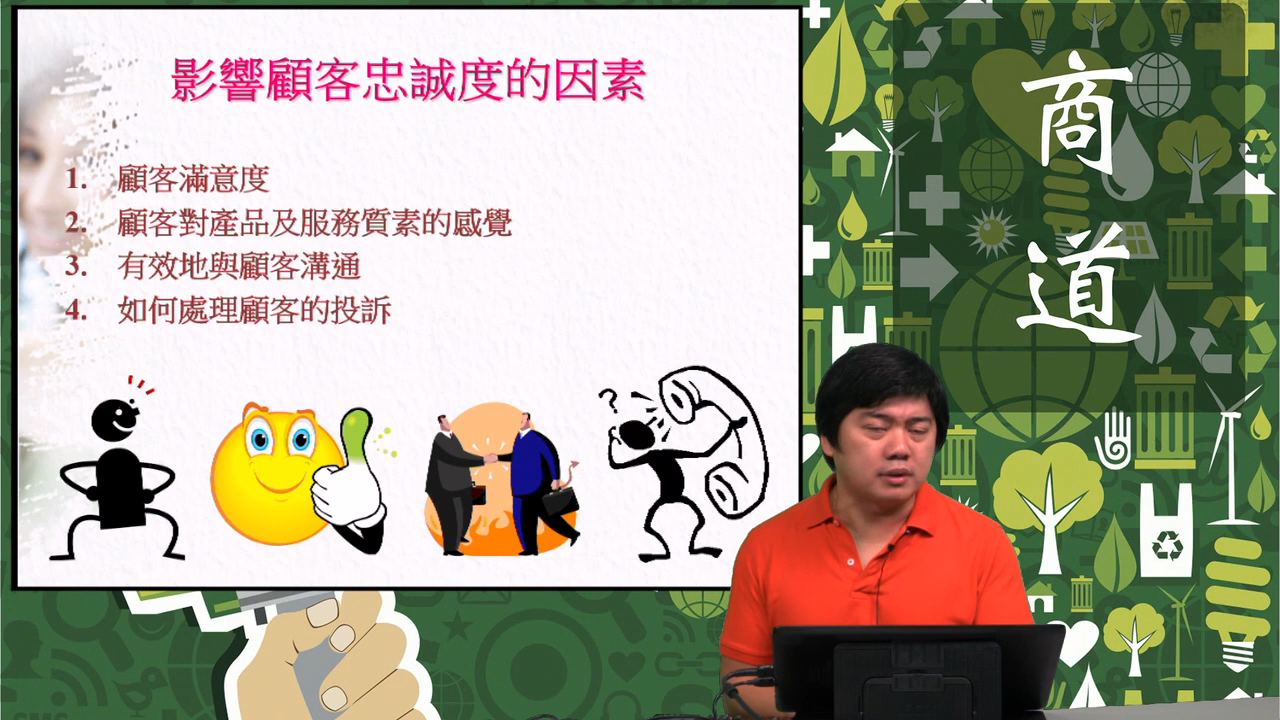 影響顧客忠誠度的因素
1. 顧客滿意度
2. 顧客對產品及服務質素的感覺
3. 有效地與顧客溝通
4. 如何處理顧客的投訴
?
商
道